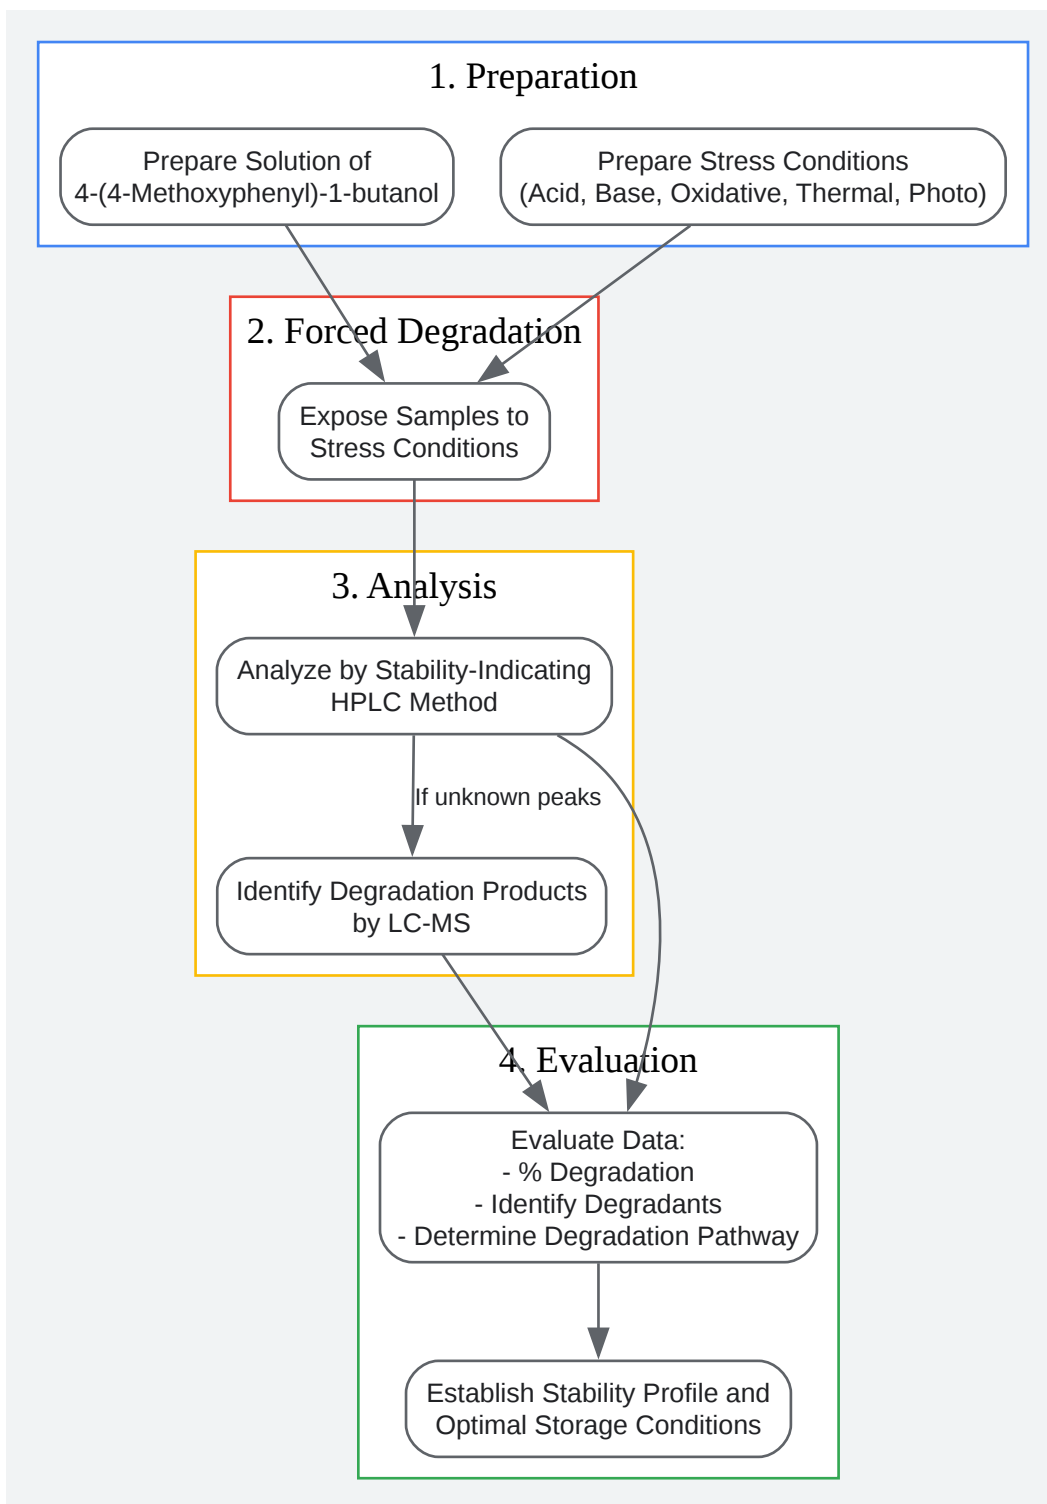 1. Preparation
Prepare Solution of
4-(4-Methoxyphenyl)-1-butanol
Prepare Stress Conditions
(Acid, Base, Oxidative, Thermal, Photo)
2. Forced Degradation
Expose Samples to
Stress Conditions
3. Analysis
Analyze by Stability-Indicating
HPLC Method
If unknown peaks
Identify Degradation Products
by LC-MS
4. Evaluation
Evaluate Data:
- % Degradation
- Identify Degradants
- Determine Degradation Pathway
Establish Stability Profile and
Optimal Storage Conditions